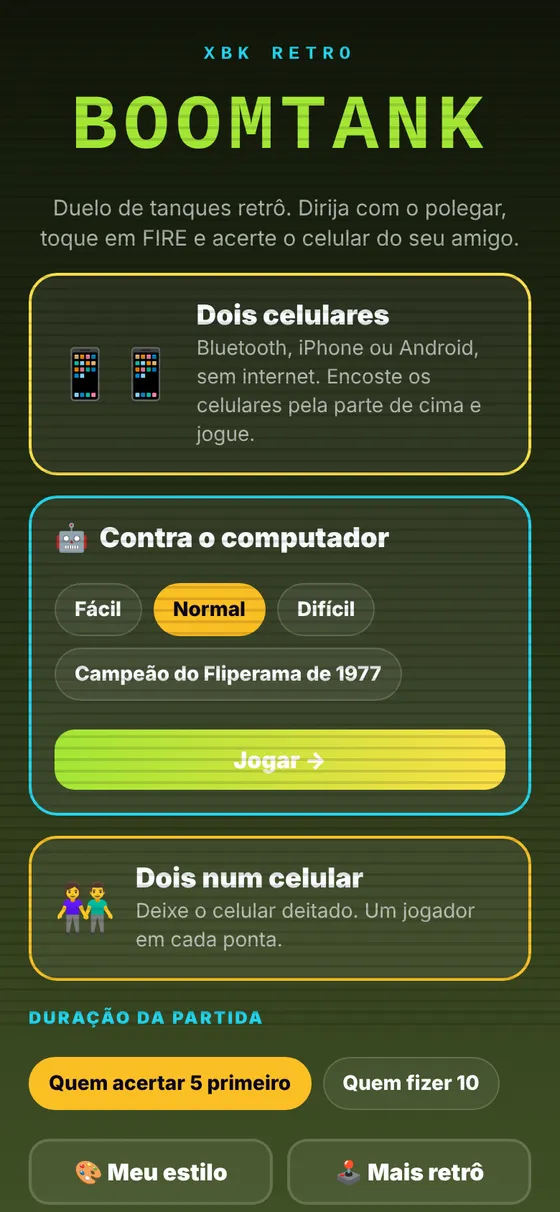 XBK RETRO
BOOMTANK
Duelo de tanques retrô. Dirija com o polegar,
toque em FIRE e acerte o celular do seu amigo.
Dois celulares
Bluetooth, iPhone ou Android,
sem internet. Encoste os
celulares pela parte de cima e
jogue.
Contra o computador
Fácil
Normal
Difícil
Campeão do Fliperama de 1977
Jogar →
Dois num celular
Deixe o celular deitado. Um jogador
em cada ponta.
DURAÇÃO DA PARTIDA
Quem acertar 5 primeiro
Quem fizer 10
Meu estilo
Mais retrô